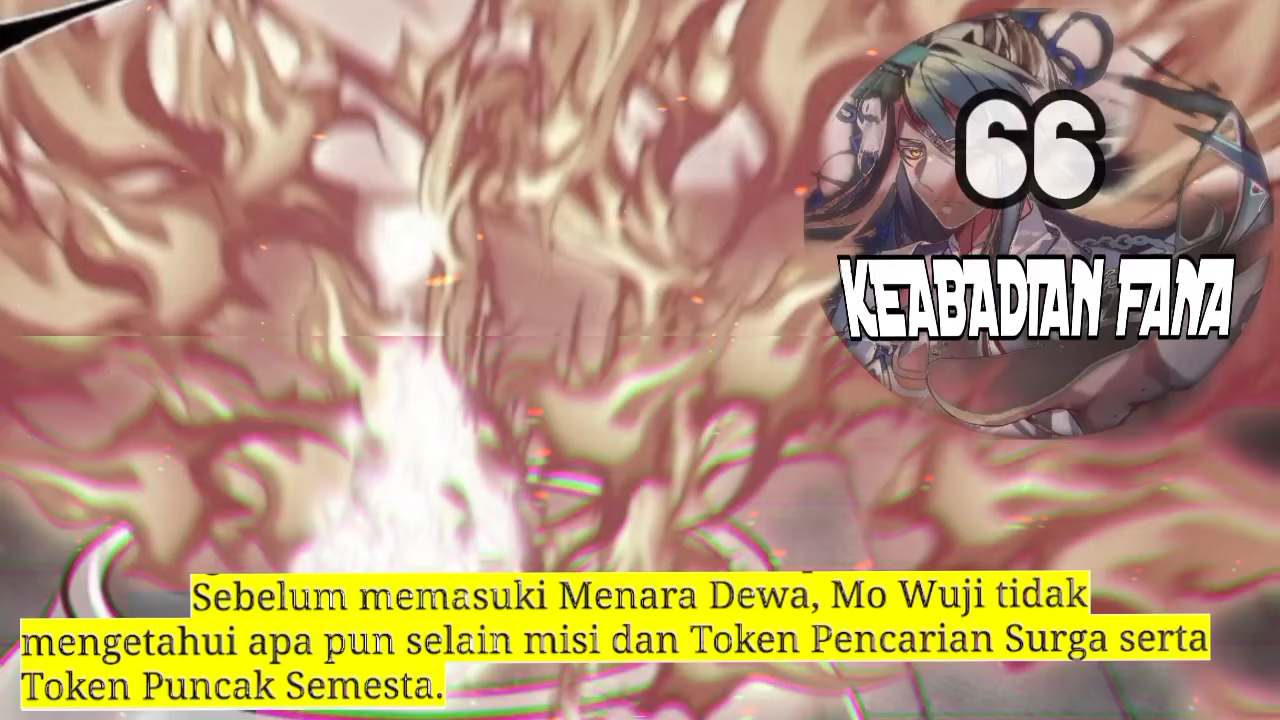 66
KEABADIAN FANA
Sebelum memasuki Menara Dewa, Mo Wuji tidak
mengetahui apa pun selain misi dan Token Pencarian Surga serta
Token Puncak Semesta.